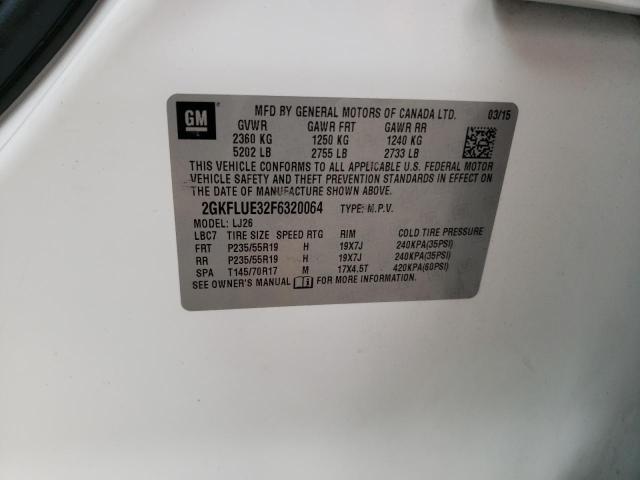 GM
MFD BY GENERAL MOTORS OF CANADA LTD. 03/15
GVWR GAWR FRT GAWR RR
2360 KG 1250 KG 1240 KG
5202 LB 2755 LB 2733 LB
THIS VEHICLE CONFORMS TO ALL APPLICABLE U.S. FEDERAL MOTOR
VEHICLE SAFETY AND THEFT PREVENTION STANDARDS IN EFFECT ON
THE DATE OF MANUFACTURE SHOWN ABOVE.
2GKFLUE32F6320064 TYPE: M.P.V.
MODEL: LJ26
LBC7 TIRE SIZE SPEED RTG RIM COLD TIRE PRESSURE
FRT P235/55R19 H 19X7J 240KPA(35PSI)
RR P235/55R19 H 19X7J 240KPA(35PSI)
SPA T145/70R17 M 17X4.5T 420KPA(60PSI)
SEE OWNER'S MANUAL FOR MORE INFORMATION.